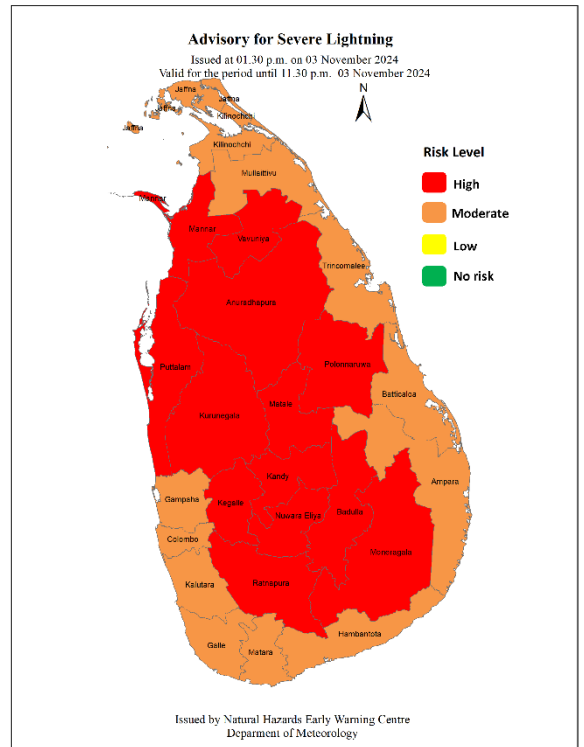 Advisory for Severe Lightning
Issued at 01.30 p.m. on 03 November 2024
Valid for the period until 11.30 p.m.  03 November 2024
N
Jaffna
Jaffna
Jaffna
Kilinochchi
Jaffna
Kilinochchi
Risk Level
Mulisittivu
High
Mannar
Moderate
Mannar
Vavuniya
Low
Trincomalee
No risk
Anuradhapura
Puttalam
Polonnaruwa
Batticaloa
Matale
Kurunegala
Kandy
Ampara
Gampaha
Kegalle
Nuwara Eliya
Badulla
Colombo
Moneragala
Kalutara
Ratnapura
Hambantota
Galle
Matara
Issued by Natural Hazards Early Warning Centre
Deparment of Meteorology